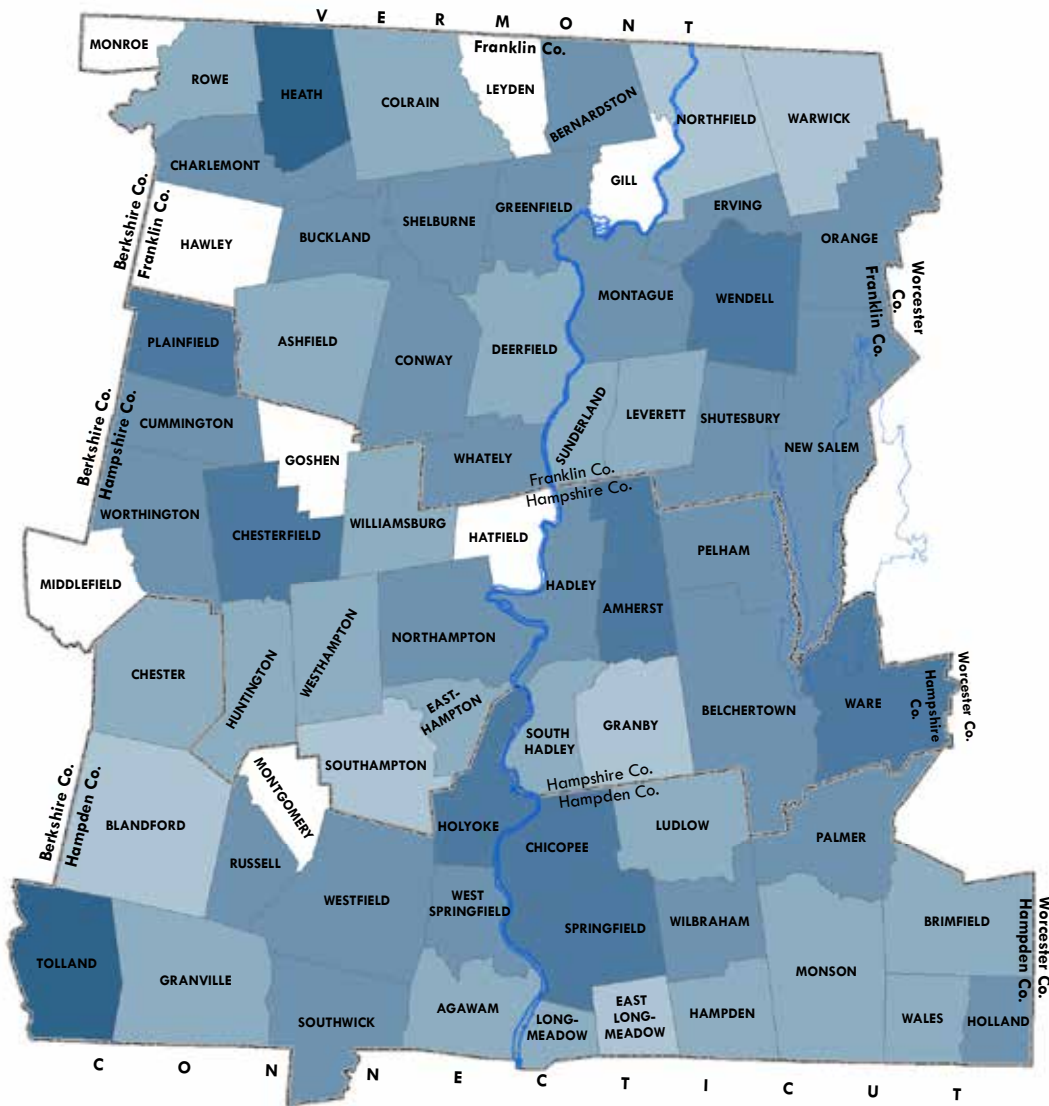 VERMONT
MONROE
Franklin Co.
ROWE
HEATH
COLRAIN
LEYDEN
BERNARDSTON
NORTHFIELD
WARWICK
CHARLEMONT
GILL
Berkshire Co.
Franklin Co.
HAWLEY
BUCKLAND
SHELBURNE
GREENFIELD
ERVING
ORANGE
Franklin Co.
Worcester
Co.
PLAINFIELD
ASHFIELD
CONWAY
DEERFIELD
MONTAGUE
WENDELL
Berkshire Co.
Hampshire Co.
CUMMINGTON
GOSHEN
WHATELY
SUNDERLAND
LEVERETT
SHUTESBURY
NEW SALEM
Franklin Co.
Hampshire Co.
WORTHINGTON
CHESTERFIELD
WILLIAMSBURG
HATFIELD
PELHAM
MIDDLEFIELD
HADLEY
AMHERST
NORTHAMPTON
CHESTER
HUNTINGTON
WESTHAMPTON
EAST-
HAMPTON
SOUTH
HADLEY
GRANBY
BELCHERTOWN
WARE
Hampshire
Co.
Worcester Co.
SOUTHAMPTON
MONTGOMERY
Hampshire Co.
Hampden Co.
Berkshire Co.
Hampden Co.
BLANDFORD
RUSSELL
HOLYOKE
CHICOPEE
LUDLOW
PALMER
WESTFIELD
WEST
SPRINGFIELD
SPRINGFIELD
WILBRAHAM
BRIMFIELD
Hampden Co.
Worcester Co.
TOLLAND
GRANVILLE
MONSON
SOUTHWICK
AGAWAM
LONG-
MEADOW
EAST
LONG-
MEADOW
HAMPDEN
WALES
HOLLAND
CONNECTICUT